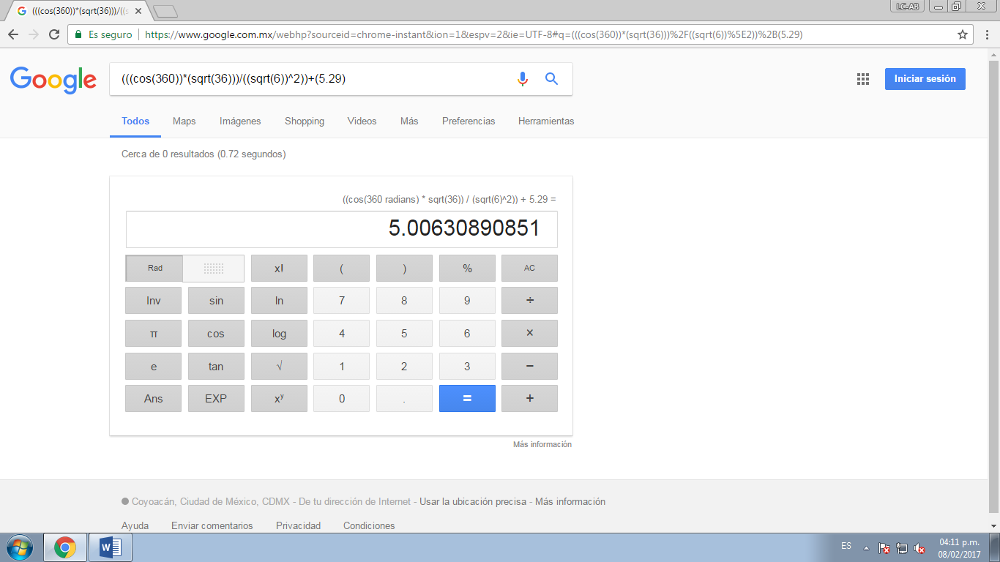 (((cos(360))*(sqrt(36)))/((s
LC-AB
Es seguro | https://www.google.com.mx/webhp?sourceid=chrome-instant&ion=1&espv=2&ie=UTF-8#q=(((cos(360))*(sqrt(36)))%2F((sqrt(6))%5E2))%2B(5.29)
Google
(((cos(360))*(sqrt(36)))/((sqrt(6))^2))+(5.29)
Iniciar sesión
Todos Maps Imágenes Shopping Videos Más Preferencias Herramientas
Cerca de 0 resultados (0.72 segundos)
((cos(360 radians) * sqrt(36)) / (sqrt(6)^2)) + 5.29 =
5.00630890851
Rad x! ( ) % AC
Inv sin ln 7 8 9 ÷
π cos log 4 5 6 ×
e tan √ 1 2 3 −
Ans EXP xʸ 0 . = +
Más información
Coyoacán, Ciudad de México, CDMX - De tu dirección de Internet - Usar la ubicación precisa - Más información
Ayuda Enviar comentarios Privacidad Condiciones
ES
04:11 p.m.
08/02/2017